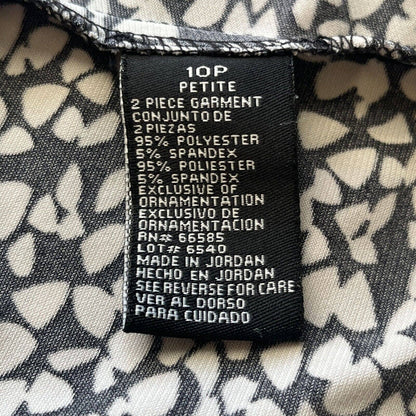 10P
PETITE
2 PIECE GARMENT
CONJUNTO DE
2 PIEZAS
95% POLYESTER
5% SPANDEX
95% POLIESTER
5% SPANDEX
EXCLUSIVE OF
ORNAMENTATION
EXCLUSIVO DE
ORNAMENTACION
RN# 66585
LOT# 6540
MADE IN JORDAN
HECHO EN JORDAN
SEE REVERSE FOR CARE
VER AL DORSO
PARA CUIDADO